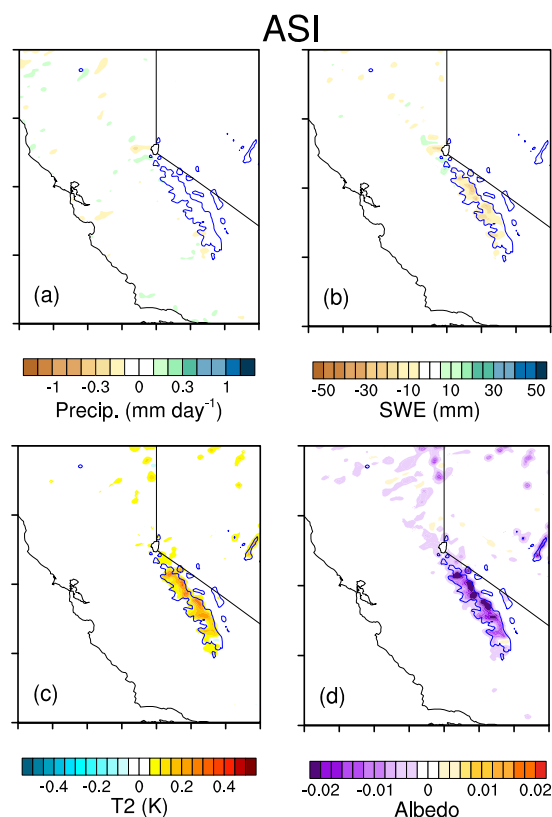 ASI
(a)
(b)
-1 -0.3 0 0.3 1
Precip. (mm day⁻¹)
-50 -30 -10 10 30 50
SWE (mm)
(c)
(d)
-0.4 -0.2 0 0.2 0.4
T2 (K)
-0.02 -0.01 0 0.01 0.02
Albedo